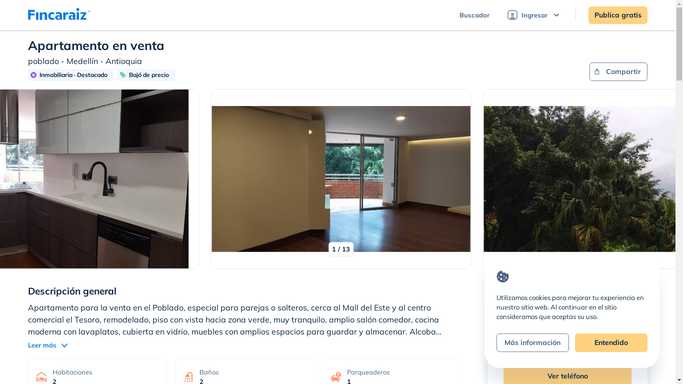 Fincaraiz
Buscador
Ingresar
Publica gratis
Apartamento en venta
poblado - Medellín - Antioquia
Inmobiliaria - Destacado
Bajó de precio
Compartir
1 / 13
Descripción general
Apartamento para la venta en el Poblado, especial para parejas o solteros, cerca al Mall del Este y al centro
comercial el Tesoro, remodelado, piso con vista hacia zona verde, muy tranquilo, amplio salón comedor, cocina
moderna con lavaplatos, cubierta en vidrio, muebles con amplios espacios para guardar y almacenar. Alcoba...
Leer más
Habitaciones
2
Baños
2
Parqueaderos
1
Utilizamos cookies para mejorar tu experiencia en
nuestro sitio web. Al continuar en el sitio
consideramos que aceptas su uso.
Más información
Entendido
Ver teléfono